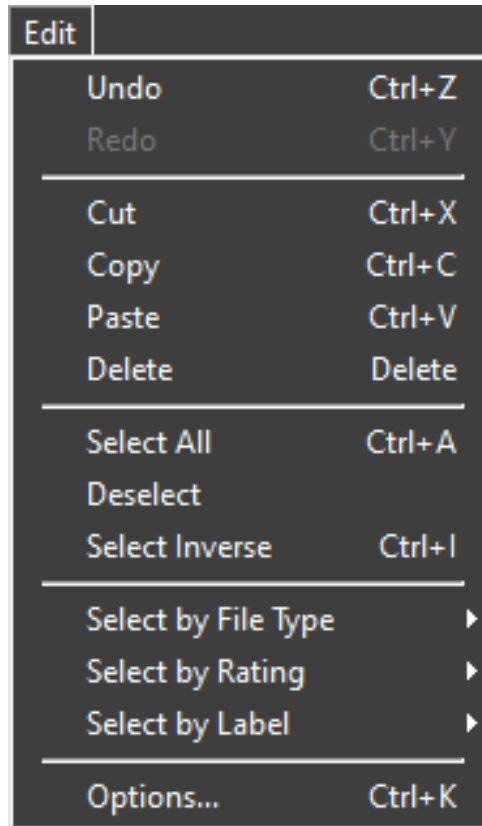 Edit
Undo Ctrl+Z
Redo Ctrl+Y
Cut Ctrl+X
Copy Ctrl+C
Paste Ctrl+V
Delete Delete
Select All Ctrl+A
Deselect
Select Inverse Ctrl+I
Select by File Type
Select by Rating
Select by Label
Options... Ctrl+K